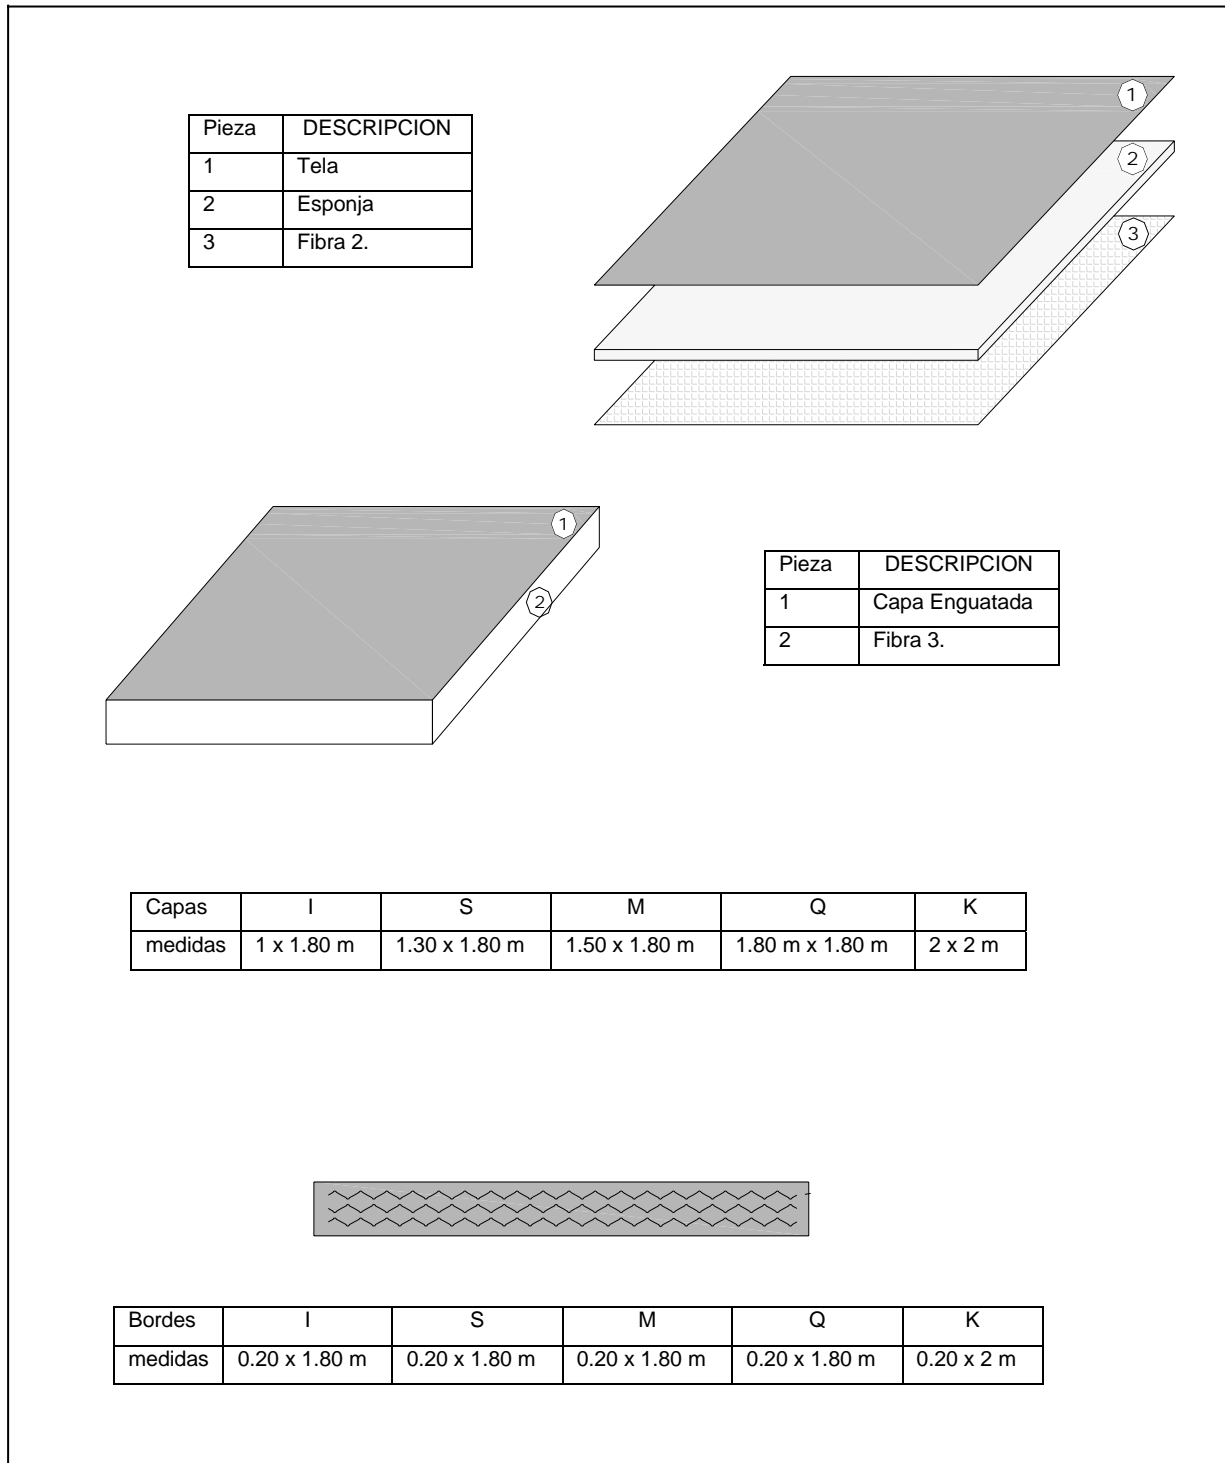 Pieza DESCRIPCION
1 Tela
2 Esponja
3 Fibra 2.
1
2
3
1
2
Pieza DESCRIPCION
1 Capa Enguatada
2 Fibra 3.
Capas I S M Q K
medidas 1 x 1.80 m 1.30 x 1.80 m 1.50 x 1.80 m 1.80 m x 1.80 m 2 x 2 m
Bordes I S M Q K
medidas 0.20 x 1.80 m 0.20 x 1.80 m 0.20 x 1.80 m 0.20 x 1.80 m 0.20 x 2 m